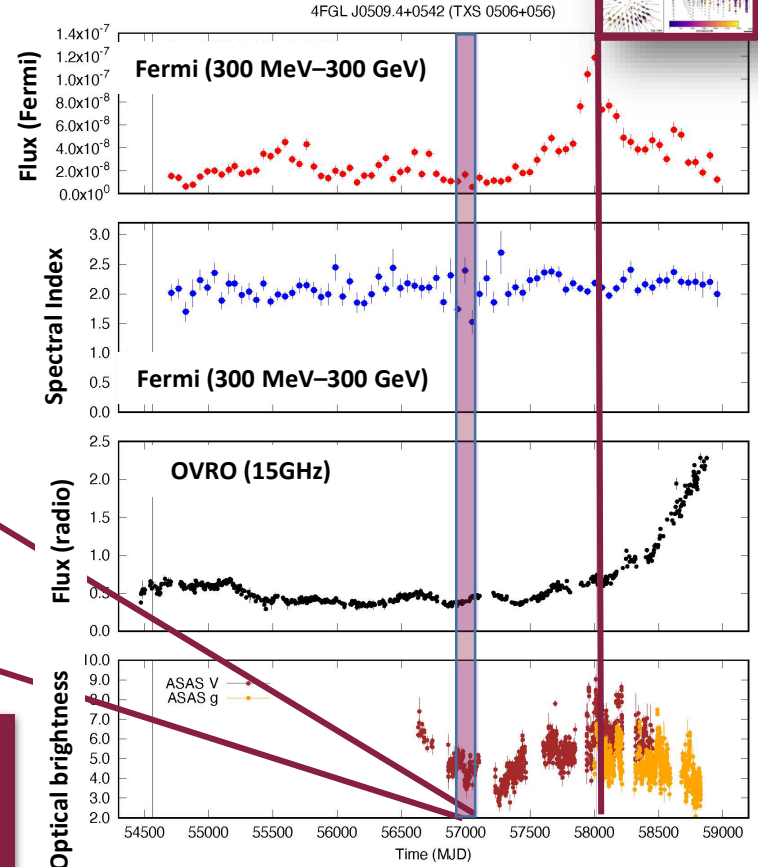 4FGL J0509.4+0542 (TXS 0506+056)
Flux (Fermi)
1.4x10⁻⁷
1.2x10⁻⁷
1.0x10⁻⁷
8.0x10⁻⁸
6.0x10⁻⁸
4.0x10⁻⁸
2.0x10⁻⁸
0.0x10⁰
Fermi (300 MeV–300 GeV)
Spectral Index
3.0
2.5
2.0
1.5
1.0
0.5
0.0
Fermi (300 MeV–300 GeV)
Flux (radio)
2.5
2.0
1.5
1.0
0.5
0.0
OVRO (15GHz)
Optical brightness
10.0
9.0
8.0
7.0
6.0
5.0
4.0
3.0
2.0
ASAS V
ASAS g
54500 55000 55500 56000 56500 57000 57500 58000 58500 59000
Time (MJD)